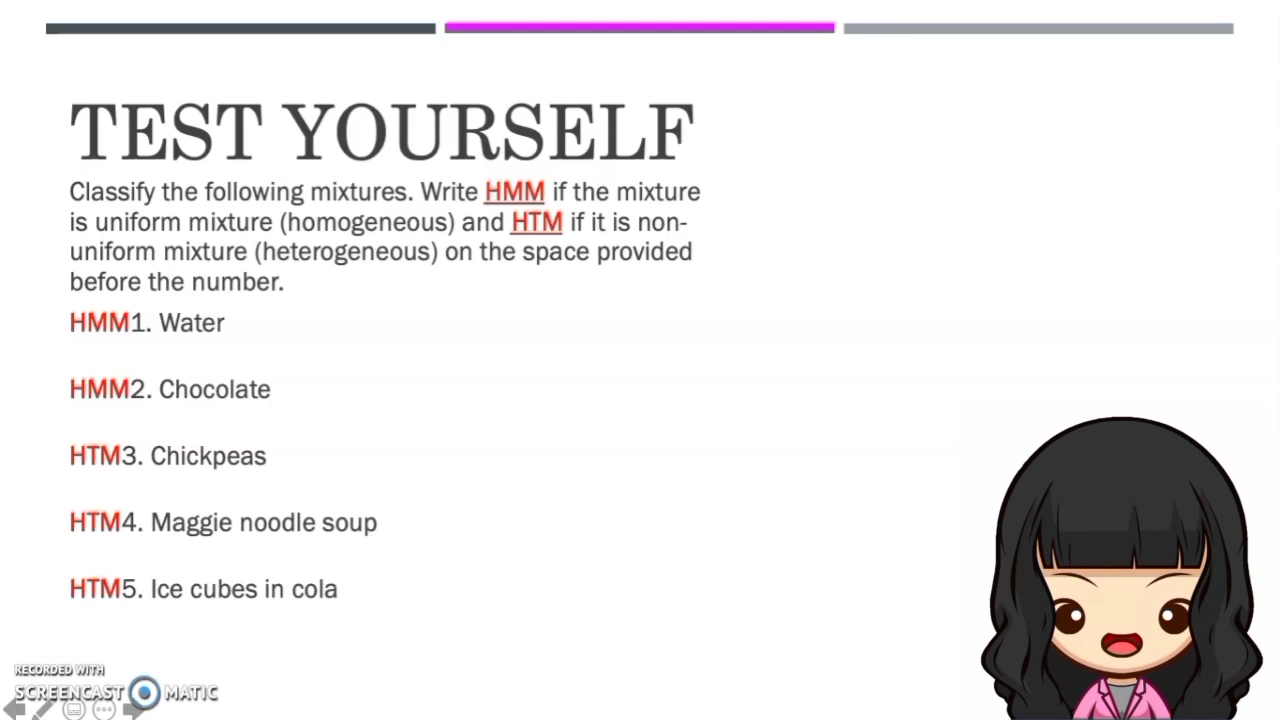 TEST YOURSELF
Classify the following mixtures. Write HMM if the mixture
is uniform mixture (homogeneous) and HTM if it is non-
uniform mixture (heterogeneous) on the space provided
before the number.
HMM1. Water
HMM2. Chocolate
HTM3. Chickpeas
HTM4. Maggie noodle soup
HTM5. Ice cubes in cola
RECORDED WITH
SCREENCAST MATIC